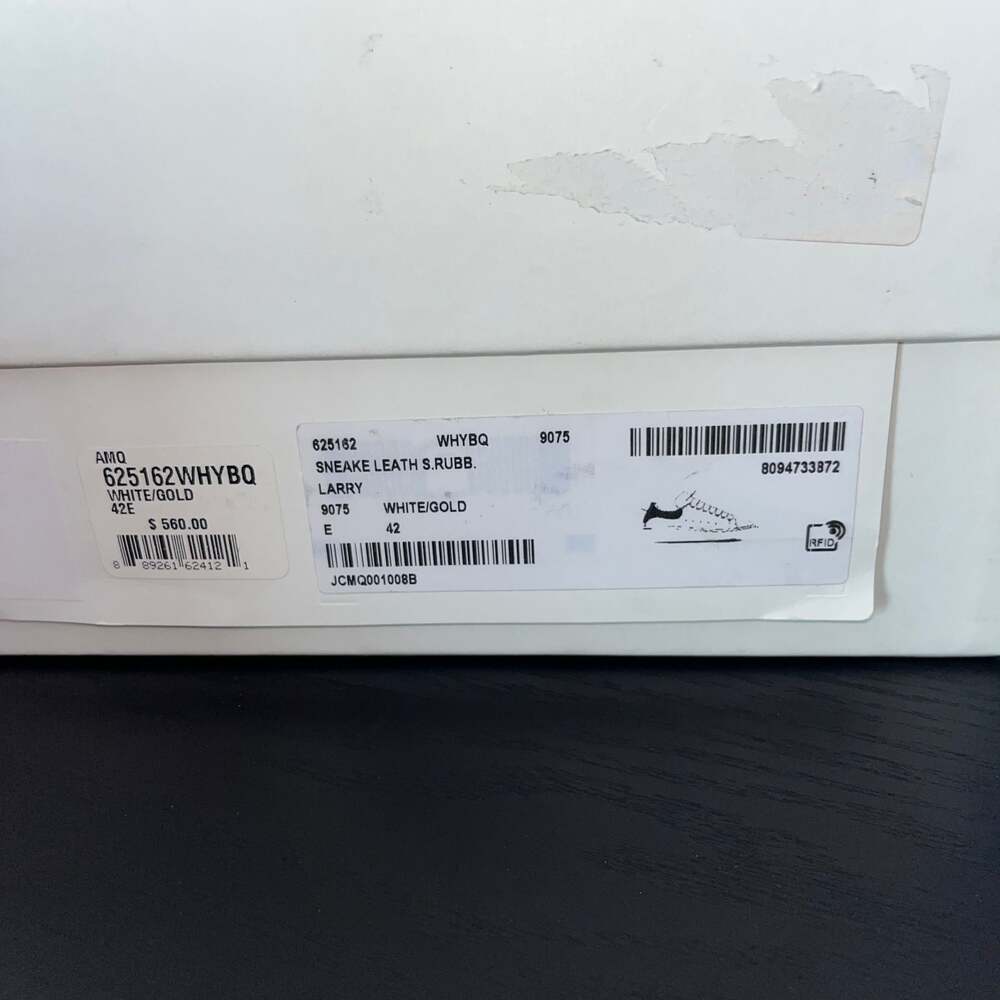 AMQ
625162WHYBQ
WHITE/GOLD
42E
$ 560.00
8 89261 62412 1
625162 WHYBQ 9075
SNEAKE LEATH S.RUBB.
LARRY
9075 WHITE/GOLD
E 42
JCMQ001008B
8094733872
RFID